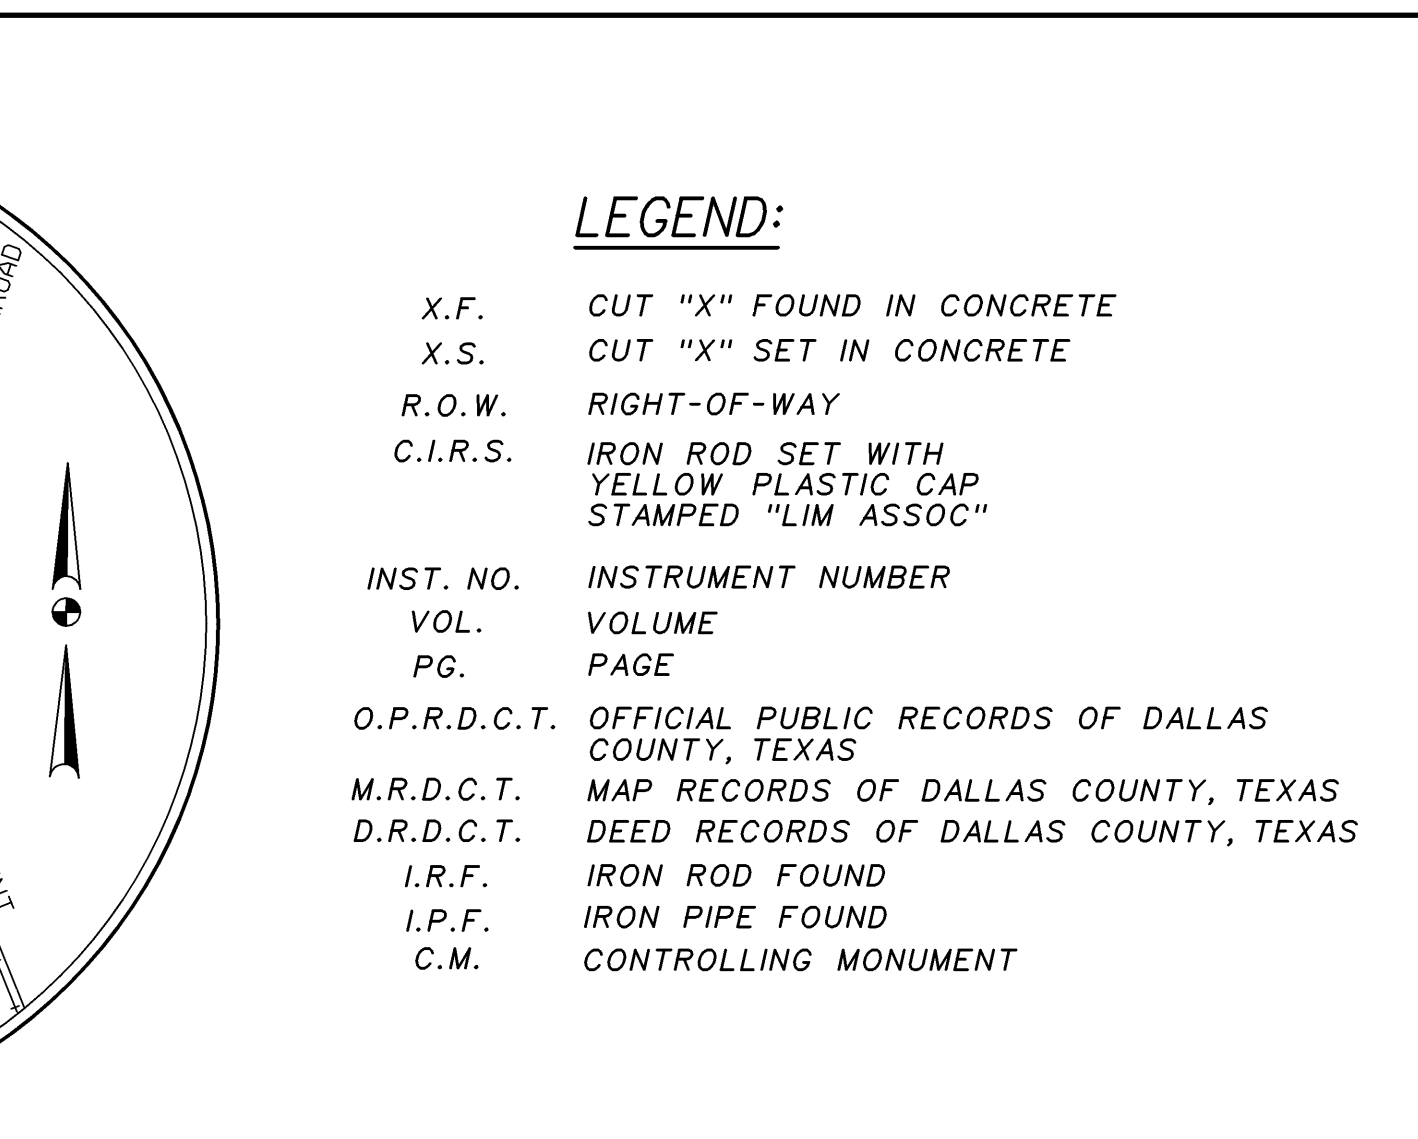 LEGEND:
X.F. CUT "X" FOUND IN CONCRETE
X.S. CUT "X" SET IN CONCRETE
R.O.W. RIGHT-OF-WAY
C.I.R.S. IRON ROD SET WITH
YELLOW PLASTIC CAP
STAMPED "LIM ASSOC"
INST. NO. INSTRUMENT NUMBER
VOL. VOLUME
PG. PAGE
O.P.R.D.C.T. OFFICIAL PUBLIC RECORDS OF DALLAS
COUNTY, TEXAS
M.R.D.C.T. MAP RECORDS OF DALLAS COUNTY, TEXAS
D.R.D.C.T. DEED RECORDS OF DALLAS COUNTY, TEXAS
I.R.F. IRON ROD FOUND
I.P.F. IRON PIPE FOUND
C.M. CONTROLLING MONUMENT